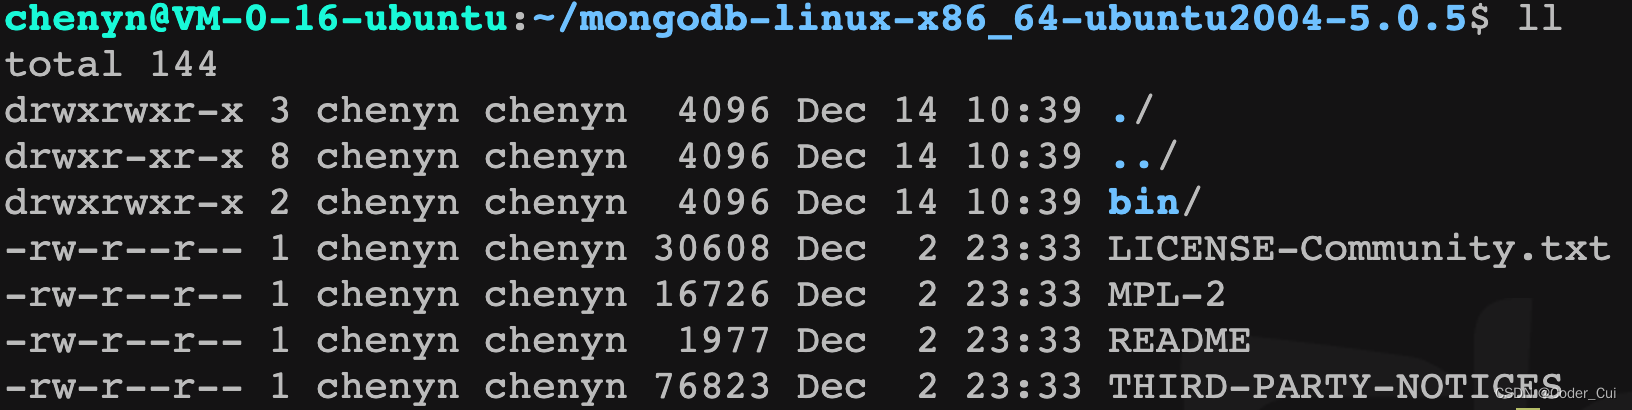 chenyn@VM-0-16-ubuntu:~/mongodb-linux-x86_64-ubuntu2004-5.0.5$ ll
total 144
drwxrwxr-x 3 chenyn chenyn  4096 Dec 14 10:39 ./
drwxr-xr-x 8 chenyn chenyn  4096 Dec 14 10:39 ../
drwxrwxr-x 2 chenyn chenyn  4096 Dec 14 10:39 bin/
-rw-r--r-- 1 chenyn chenyn 30608 Dec  2 23:33 LICENSE-Community.txt
-rw-r--r-- 1 chenyn chenyn 16726 Dec  2 23:33 MPL-2
-rw-r--r-- 1 chenyn chenyn  1977 Dec  2 23:33 README
-rw-r--r-- 1 chenyn chenyn 76823 Dec  2 23:33 THIRD-PARTY-NOTICES
CSDN @Coder_Cui